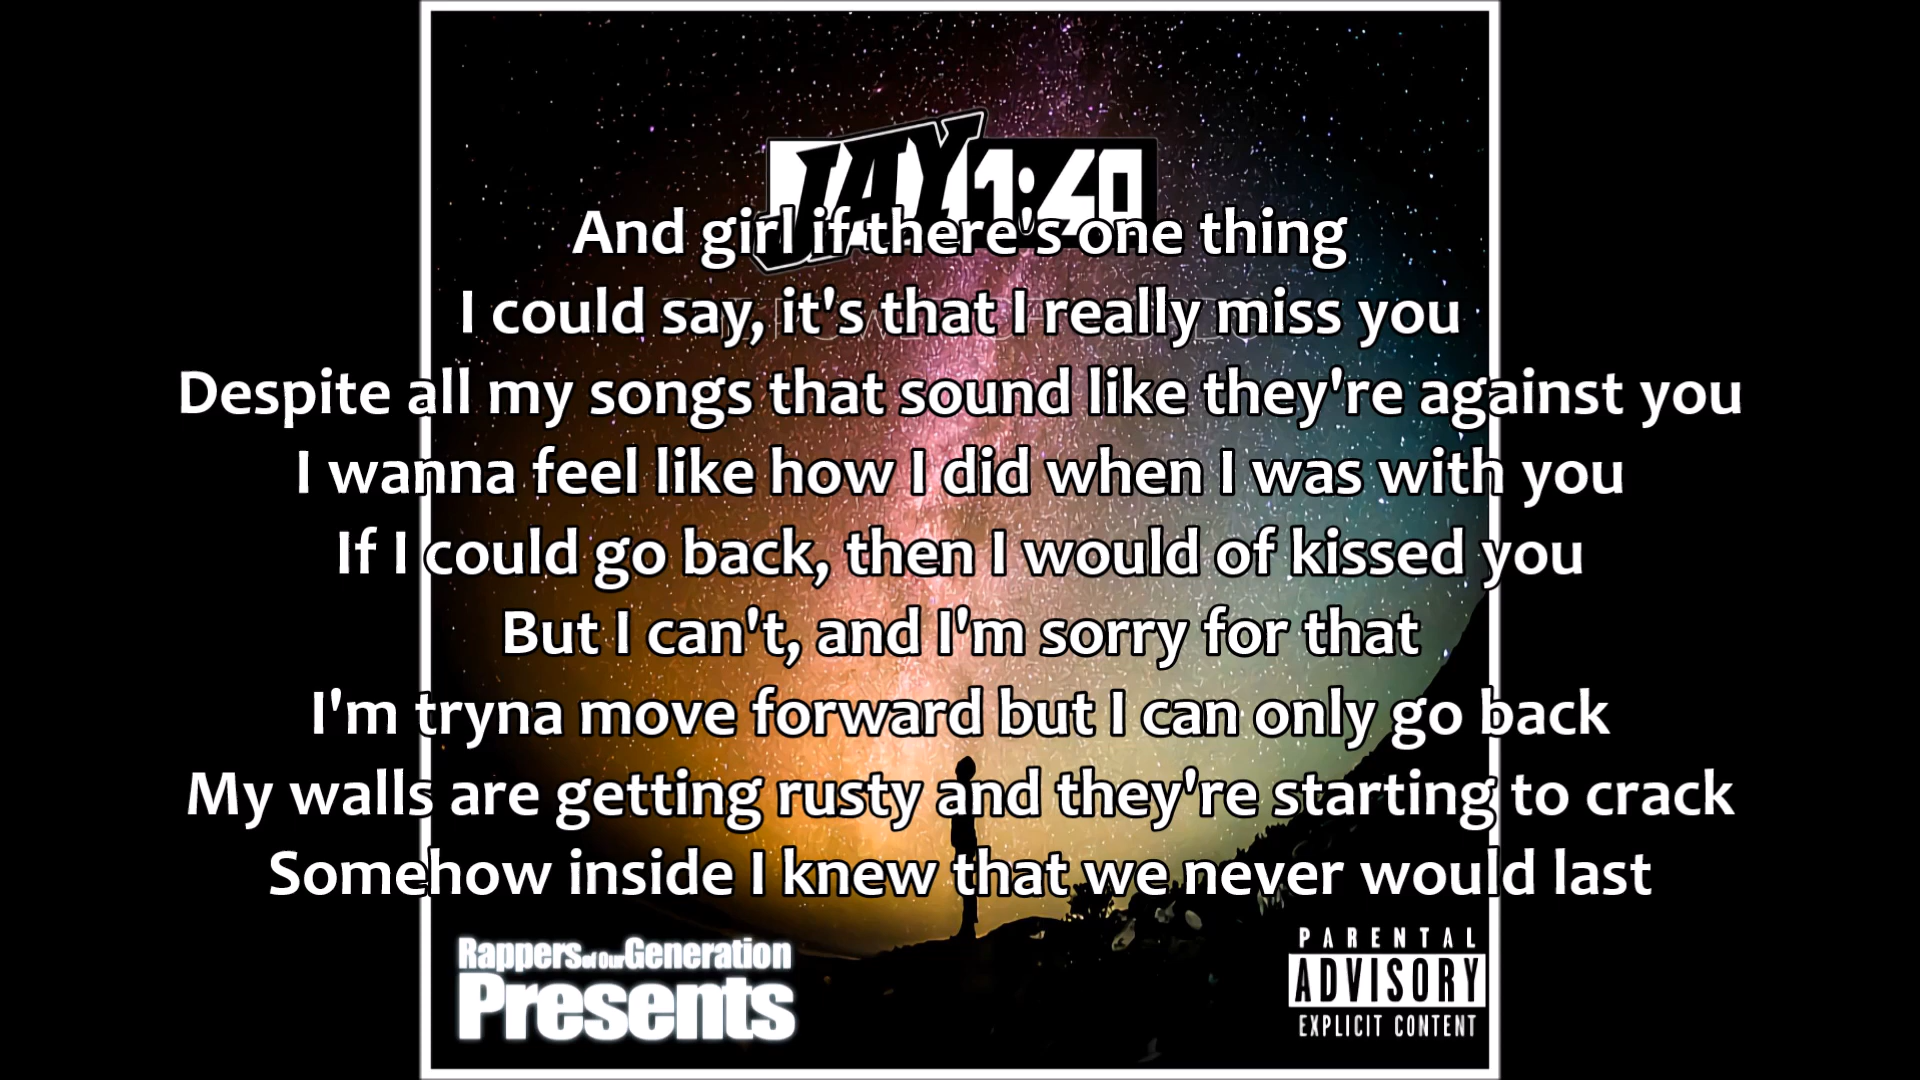 JAY 1:40
And girl if there's one thing
I could say, it's that I really miss you
Despite all my songs that sound like they're against you
I wanna feel like how I did when I was with you
If I could go back, then I would of kissed you
But I can't, and I'm sorry for that
I'm tryna move forward but I can only go back
My walls are getting rusty and they're starting to crack
Somehow inside I knew that we never would last
Rappers of Our Generation
Presents
PARENTAL
ADVISORY
EXPLICIT CONTENT